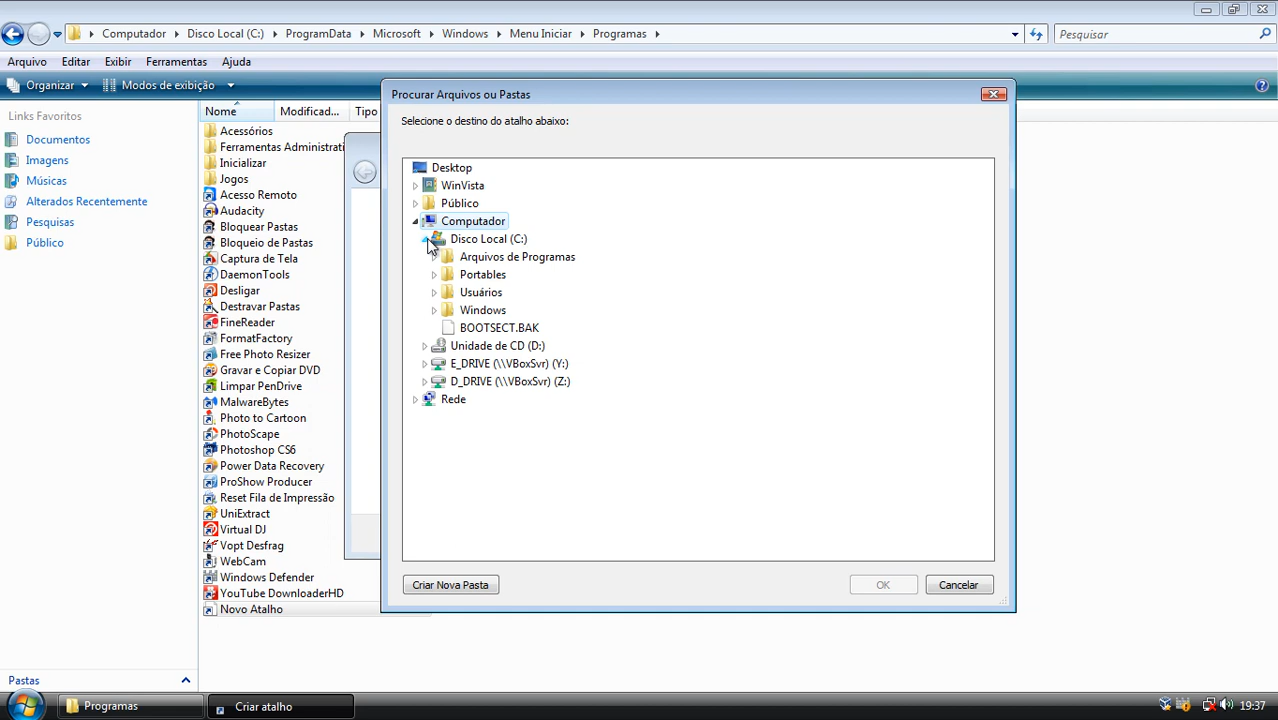 Computador
Disco Local (C:)
ProgramData
Microsoft
Windows
Menu Iniciar
Programas
Pesquisar
Arquivo
Editar
Exibir
Ferramentas
Ajuda
Organizar
Modos de exibição
Links Favoritos
Documentos
Imagens
Músicas
Alterados Recentemente
Pesquisas
Público
Pastas
Nome
Modificad...
Tipo
Acessórios
Ferramentas Administrati
Inicializar
Jogos
Acesso Remoto
Audacity
Bloquear Pastas
Bloqueio de Pastas
Captura de Tela
DaemonTools
Desligar
Destravar Pastas
FineReader
FormatFactory
Free Photo Resizer
Gravar e Copiar DVD
Limpar PenDrive
MalwareBytes
Photo to Cartoon
PhotoScape
Photoshop CS6
Power Data Recovery
ProShow Producer
Reset Fila de Impressão
UniExtract
Virtual DJ
Vopt Desfrag
WebCam
Windows Defender
YouTube DownloaderHD
Novo Atalho
Procurar Arquivos ou Pastas
Selecione o destino do atalho abaixo:
Desktop
WinVista
Público
Computador
Disco Local (C:)
Arquivos de Programas
Portables
Usuários
Windows
BOOTSECT.BAK
Unidade de CD (D:)
E_DRIVE (\\VBoxSvr) (Y:)
D_DRIVE (\\VBoxSvr) (Z:)
Rede
Criar Nova Pasta
OK
Cancelar
Programas
Criar atalho
19:37